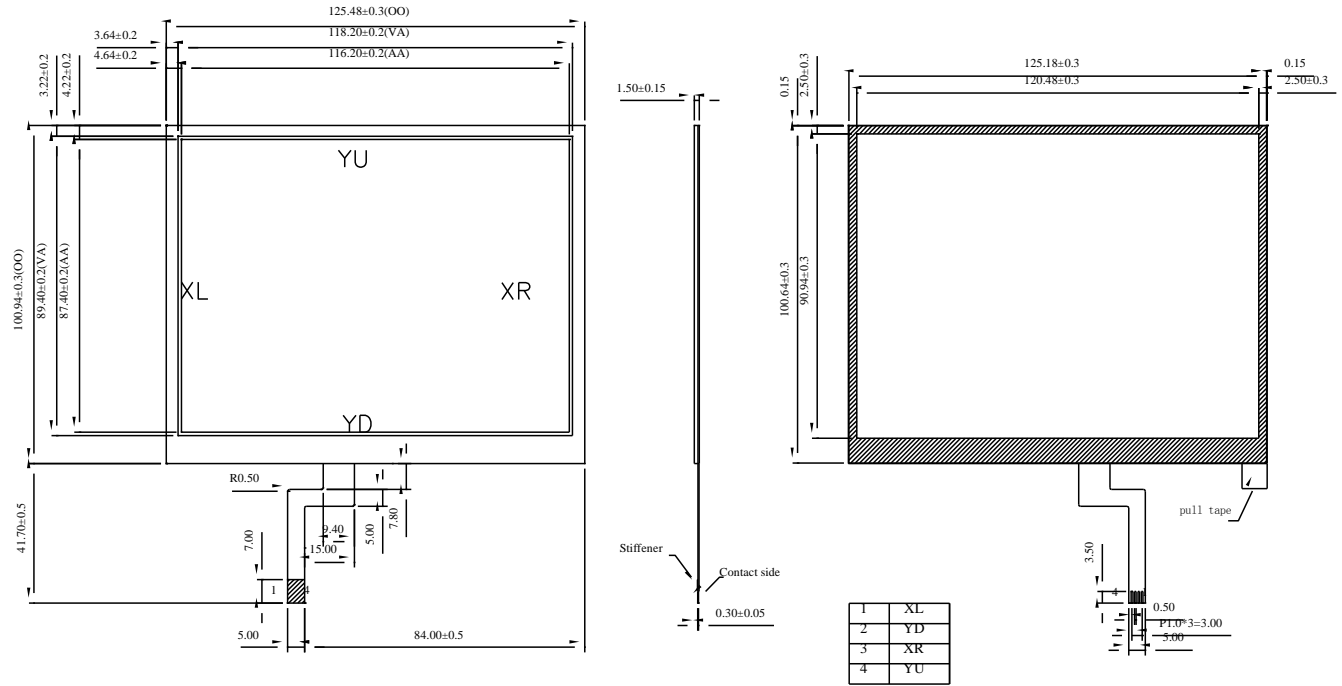 125.48±0.3(OO)
118.20±0.2(VA)
116.20±0.2(AA)
3.64±0.2
4.64±0.2
3.22±0.2
4.22±0.2
100.94±0.3(OO)
89.40±0.2(VA)
87.40±0.2(AA)
YU
XL
XR
YD
R0.50
41.70±0.5
7.00
9.40
15.00
5.00
7.80
1
4
5.00
84.00±0.5
1.50±0.15
Stiffener
Contact side
0.30±0.05
125.18±0.3
120.48±0.3
0.15
2.50±0.3
0.15
2.50±0.3
100.64±0.3
90.94±0.3
pull tape
3.50
4
1
0.50
P1.0*3=3.00
5.00
1 XL
2 YD
3 XR
4 YU